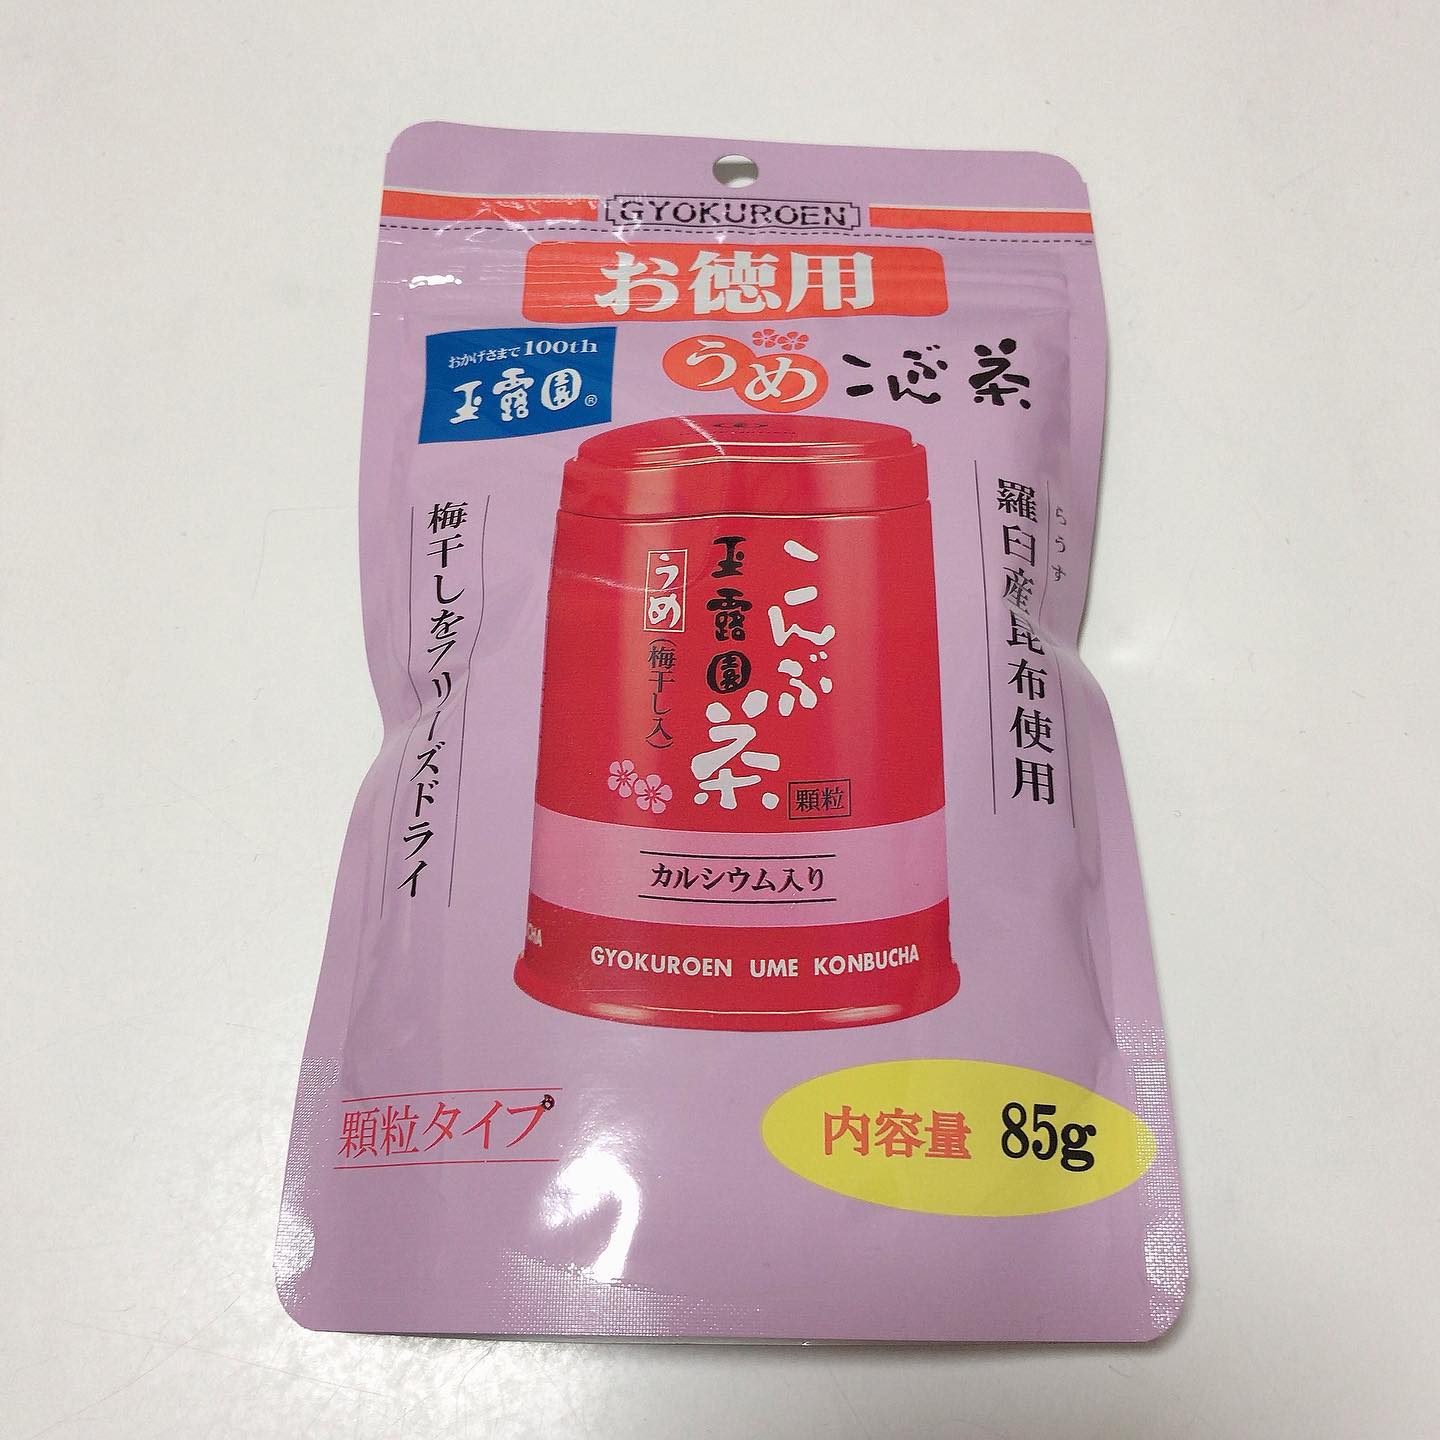 GYOKUROEN
お徳用
おかげさまで100th
玉露園®
うめこんぶ茶
らうす
羅臼産昆布使用
梅干しをフリーズドライ
こんぶ茶
玉露園
うめ
(梅干し入)
顆粒
カルシウム入り
CHA
GYOKUROEN UME KONBUCHA
顆粒タイプ
内容量 85g